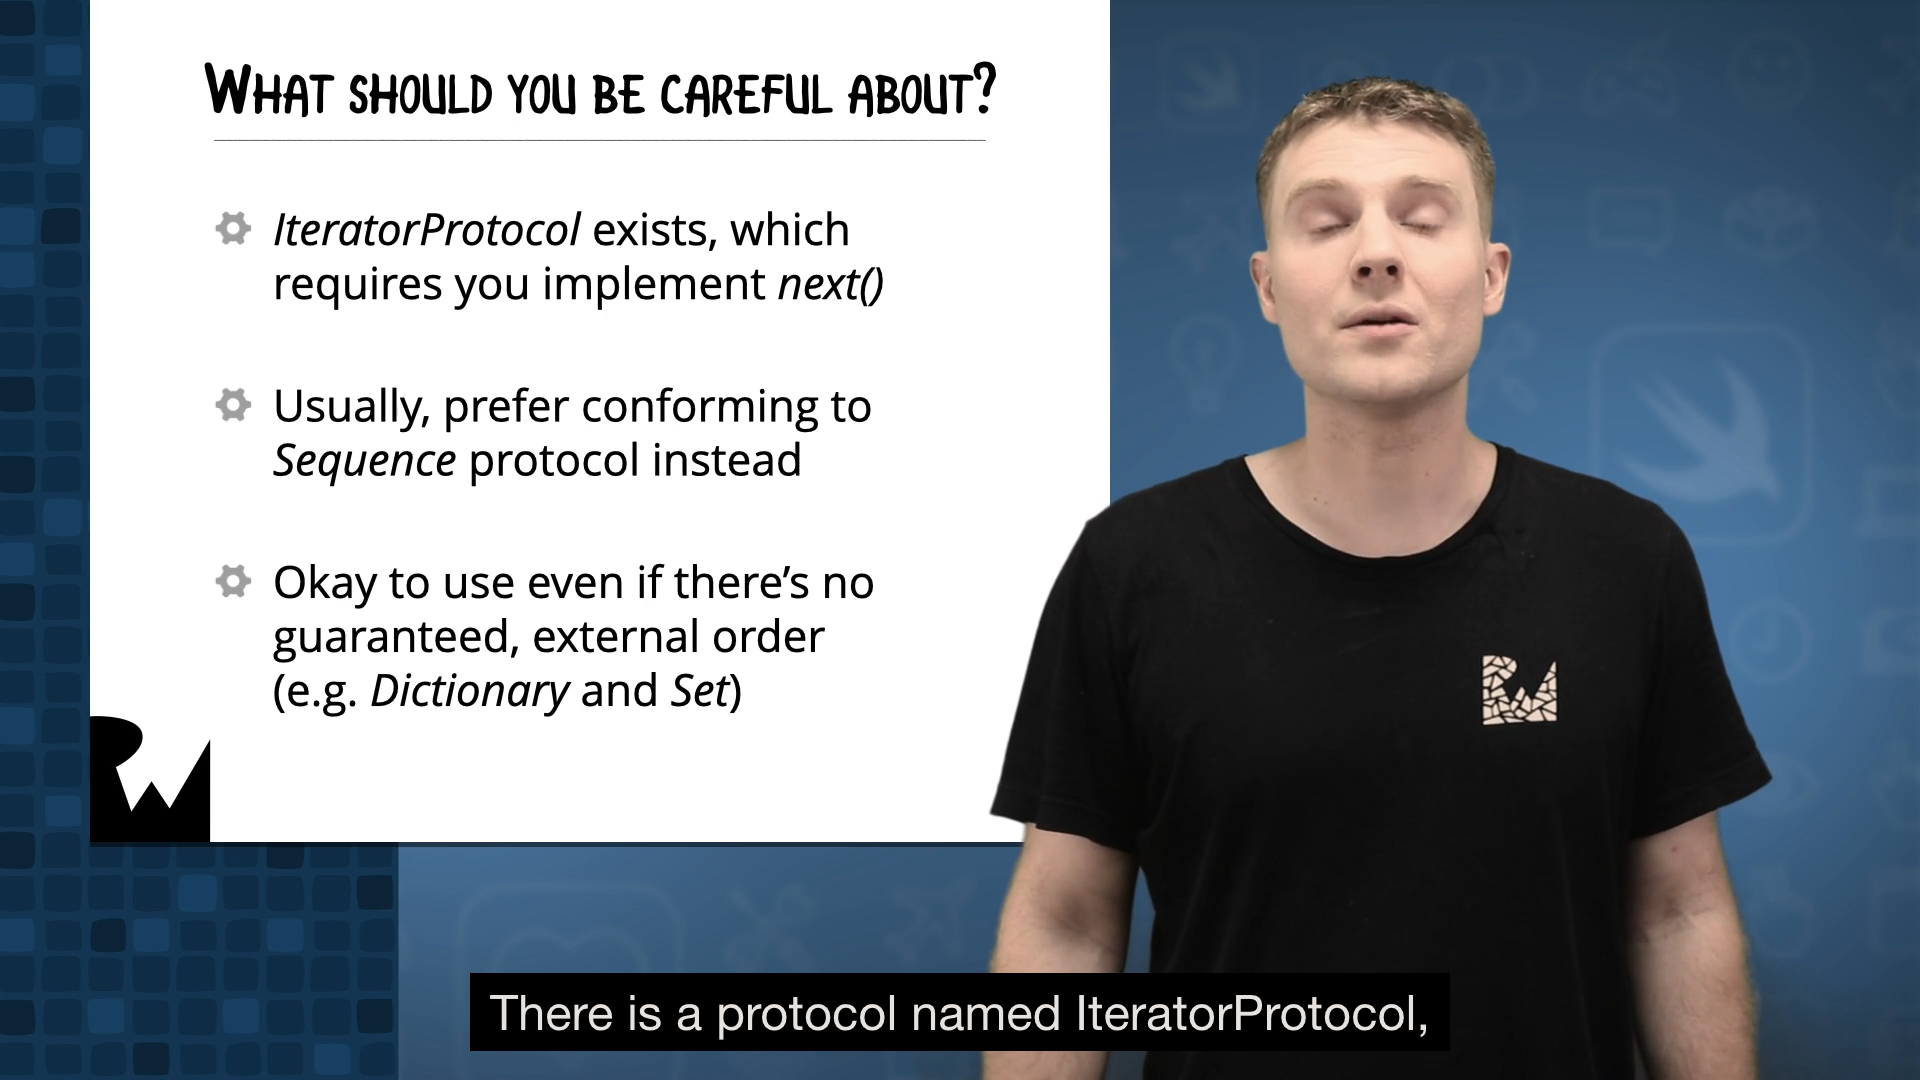 WHAT SHOULD YOU BE CAREFUL ABOUT?
IteratorProtocol exists, which
requires you implement next()
Usually, prefer conforming to
Sequence protocol instead
Okay to use even if there’s no
guaranteed, external order
(e.g. Dictionary and Set)
RW
RW
There is a protocol named IteratorProtocol,